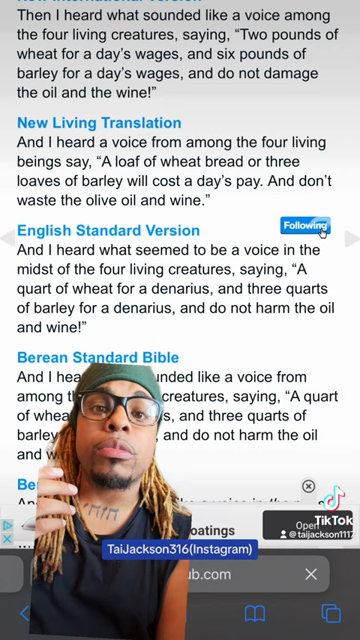 Then I heard what sounded like a voice among
the four living creatures, saying, “Two pounds of
wheat for a day’s wages, and six pounds of
barley for a day’s wages, and do not damage
the oil and the wine!”
New Living Translation
And I heard a voice from among the four living
beings say, “A loaf of wheat bread or three
loaves of barley will cost a day’s pay. And don’t
waste the olive oil and wine.”
English Standard Version
Following
And I heard what seemed to be a voice in the
midst of the four living creatures, saying, “A
quart of wheat for a denarius, and three quarts
of barley for a denarius, and do not harm the oil
and wine!”
Berean Standard Bible
And I hea unded like a voice from
among t creatures, saying, “A quart
of whea s, and three quarts of
barley , and do not harm the oil
and w
Be
oatings
Open
TikTok
@taijackson1117
TaiJackson316(Instagram)
ub.com